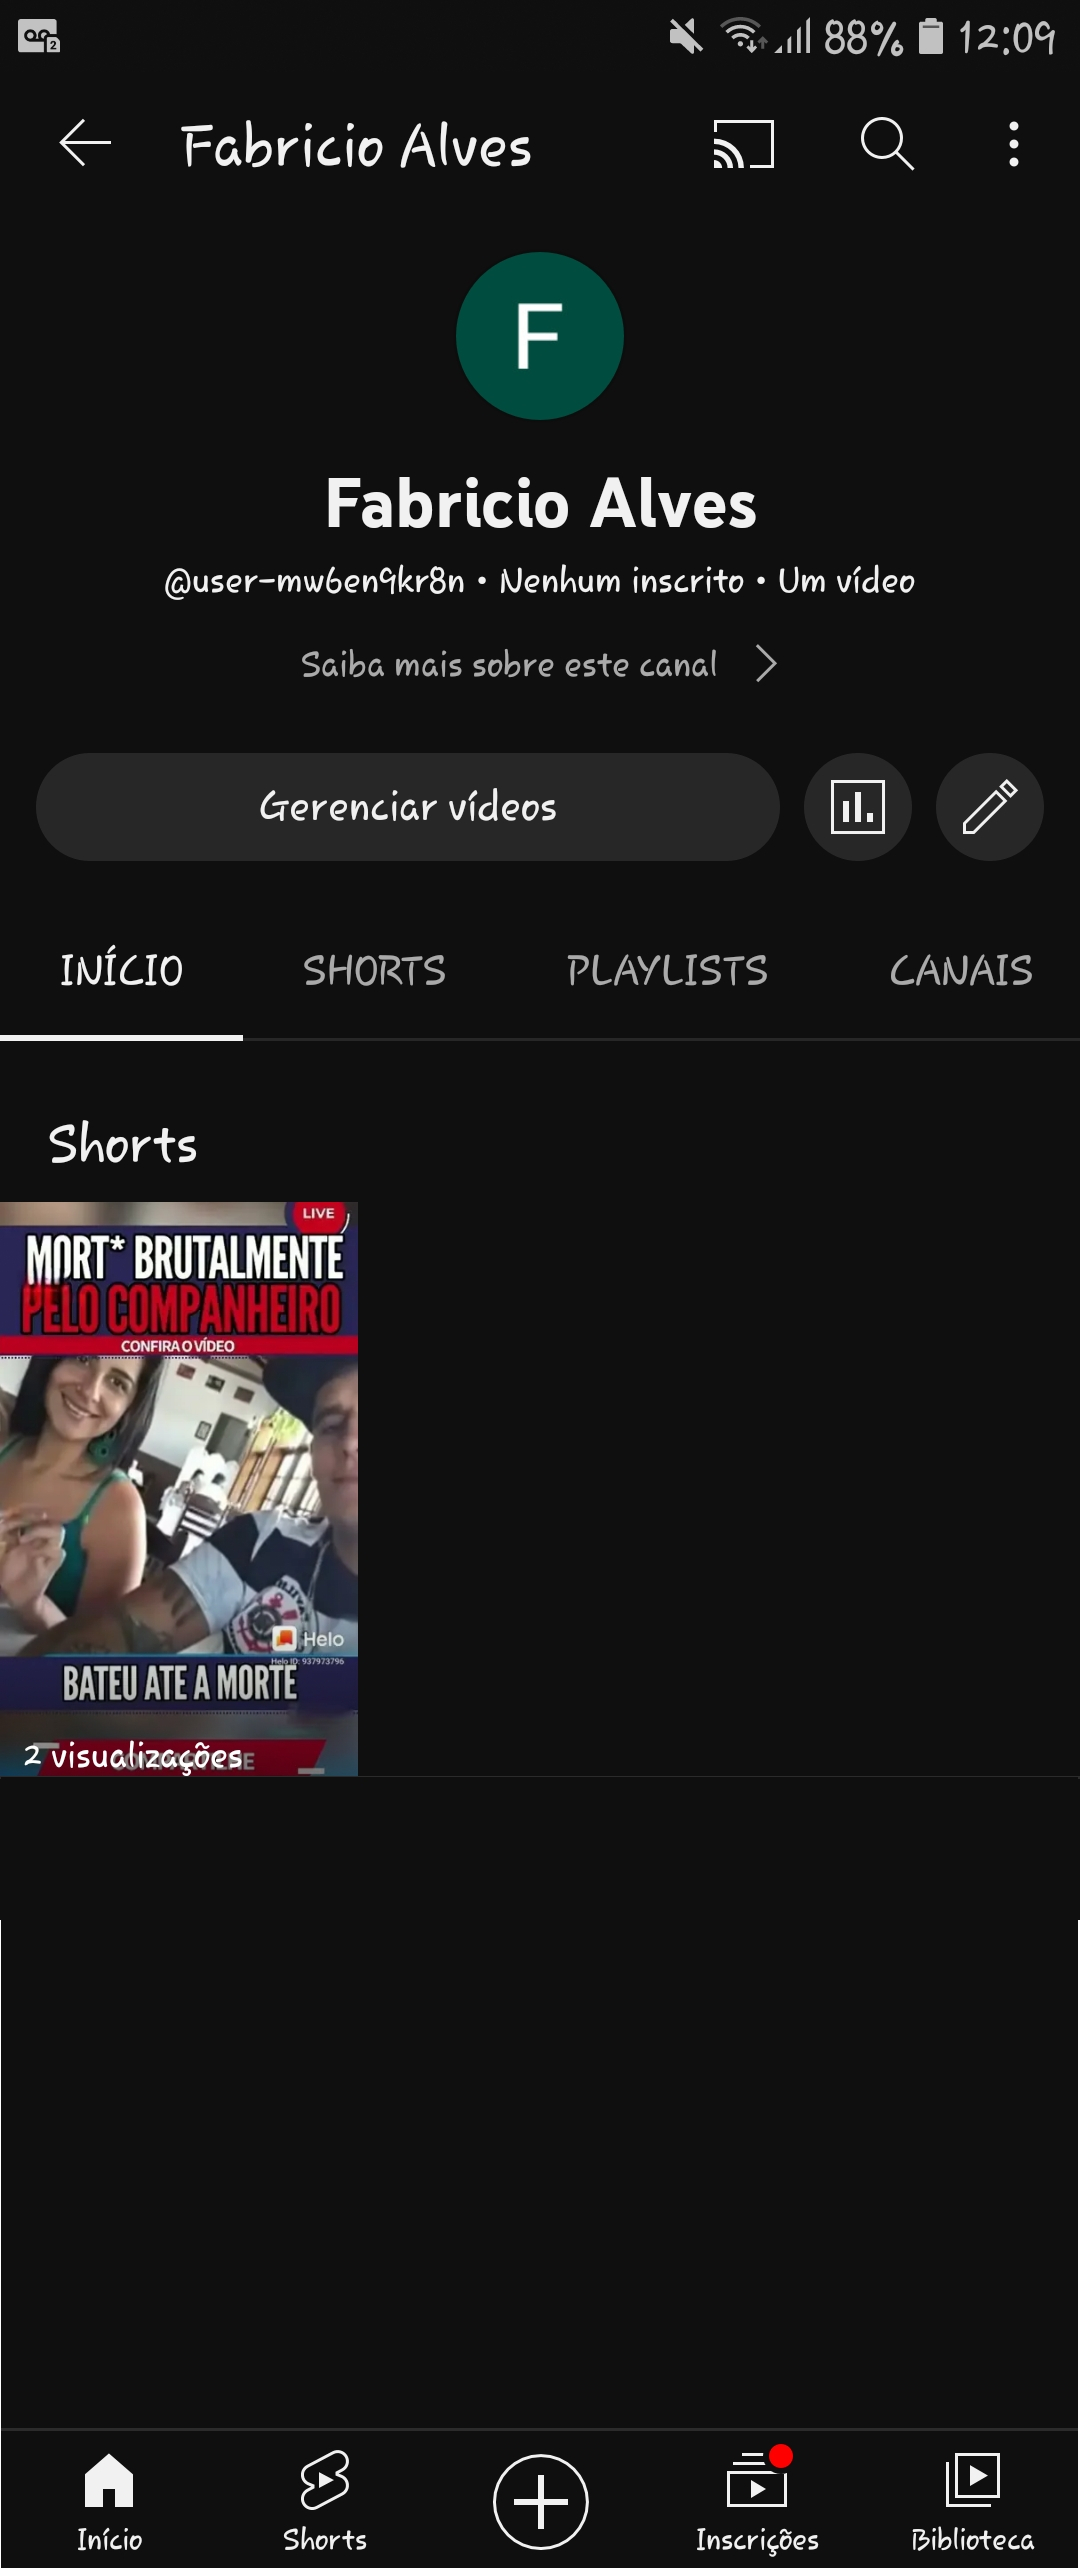 88% 12:09
Fabricio Alves
F
Fabricio Alves
@user-mw6en9kr8n • Nenhum inscrito • Um vídeo
Saiba mais sobre este canal
Gerenciar vídeos
INÍCIO SHORTS PLAYLISTS CANAIS
Shorts
LIVE
MORT* BRUTALMENTE
PELO COMPANHEIRO
CONFIRA O VÍDEO
Helo
Helo ID: 937973796
BATEU ATE A MORTE
2 visualizações
Início Shorts Inscrições Biblioteca